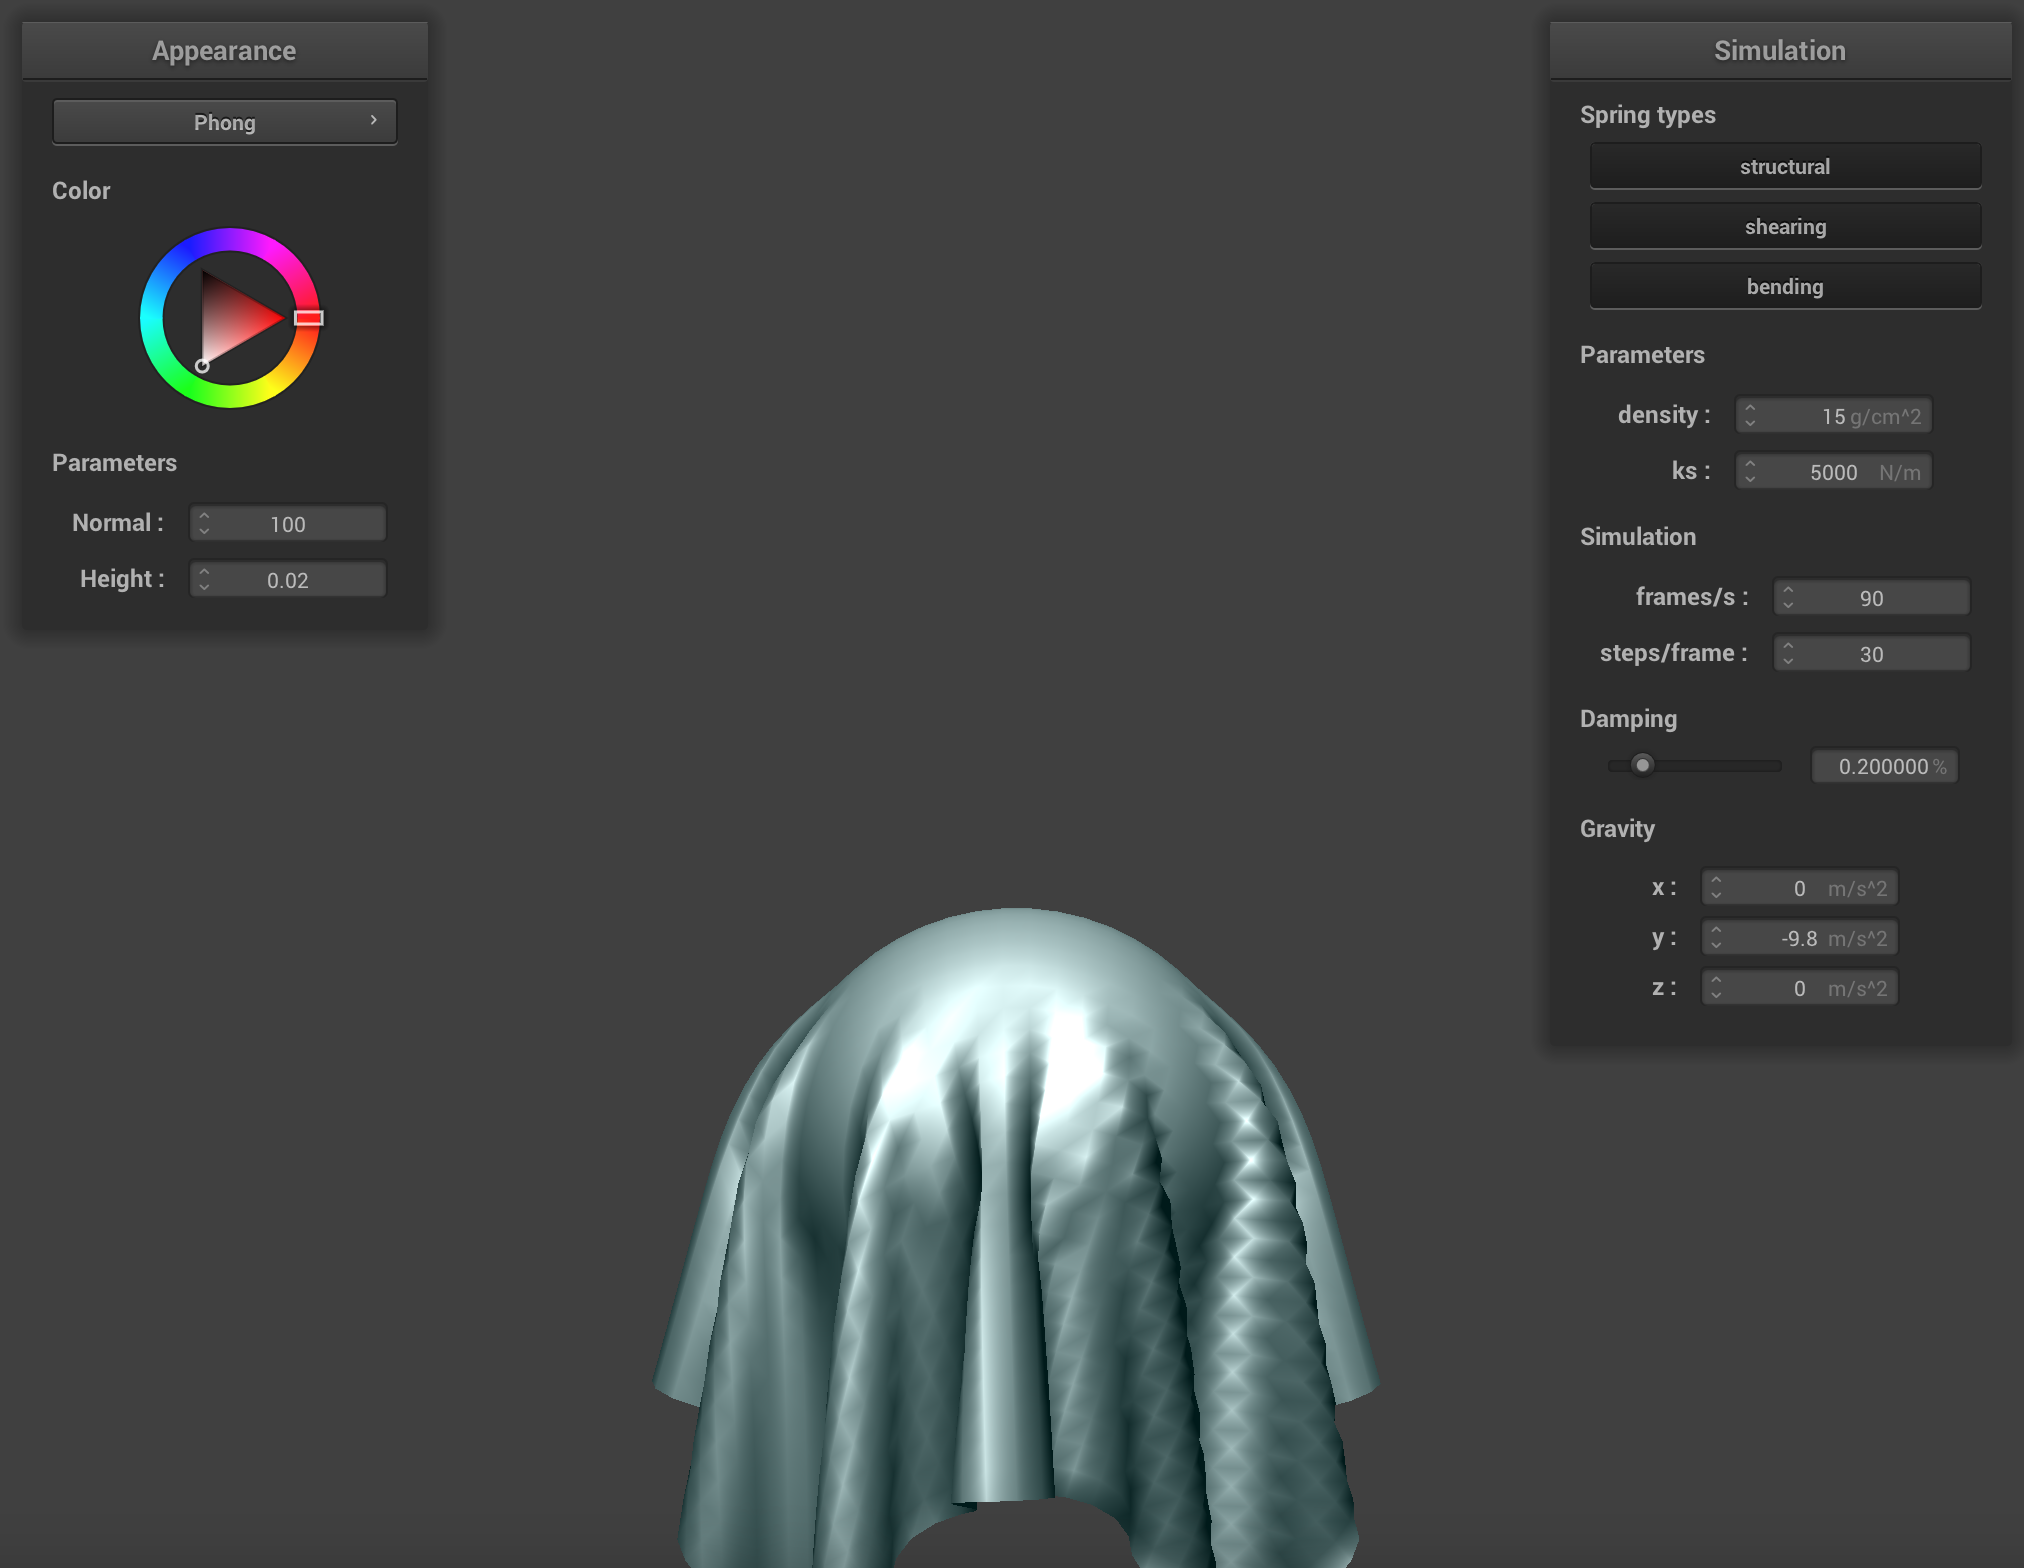 Appearance
Phong
Color
Parameters
Normal : 100
Height : 0.02
Simulation
Spring types
structural
shearing
bending
Parameters
density : 15 g/cm^2
ks : 5000 N/m
Simulation
frames/s : 90
steps/frame : 30
Damping
0.200000 %
Gravity
x : 0 m/s^2
y : -9.8 m/s^2
z : 0 m/s^2